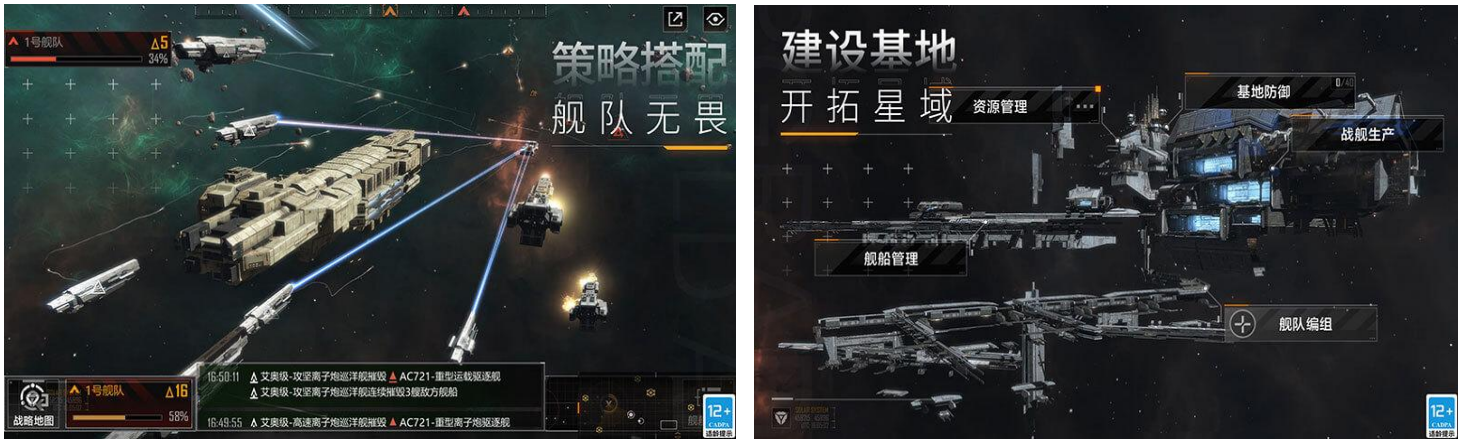 1号舰队
5
34%
策略搭配
舰队无畏
战略地图
1号舰队
16
58%
16:50:11 艾奥级-攻坚离子炮巡洋舰摧毁 AC721-重型运载驱逐舰
艾奥级-攻坚离子炮巡洋舰连续摧毁3艘敌方舰船
16:49:55 艾奥级-高速离子炮巡洋舰摧毁 AC721-重型离子炮驱逐舰
12+
CADPA
适龄提示
建设基地
开拓星域
资源管理
基地防御
战舰生产
舰船管理
舰队编组
SOLAR SYSTEM
12+
CADPA
适龄提示